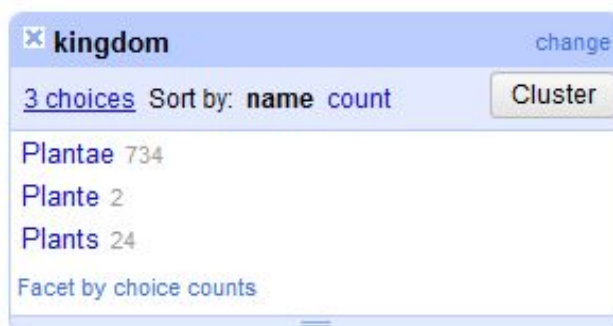 kingdom change
3 choices Sort by: name count Cluster
Plantae 734
Plante 2
Plants 24
Facet by choice counts